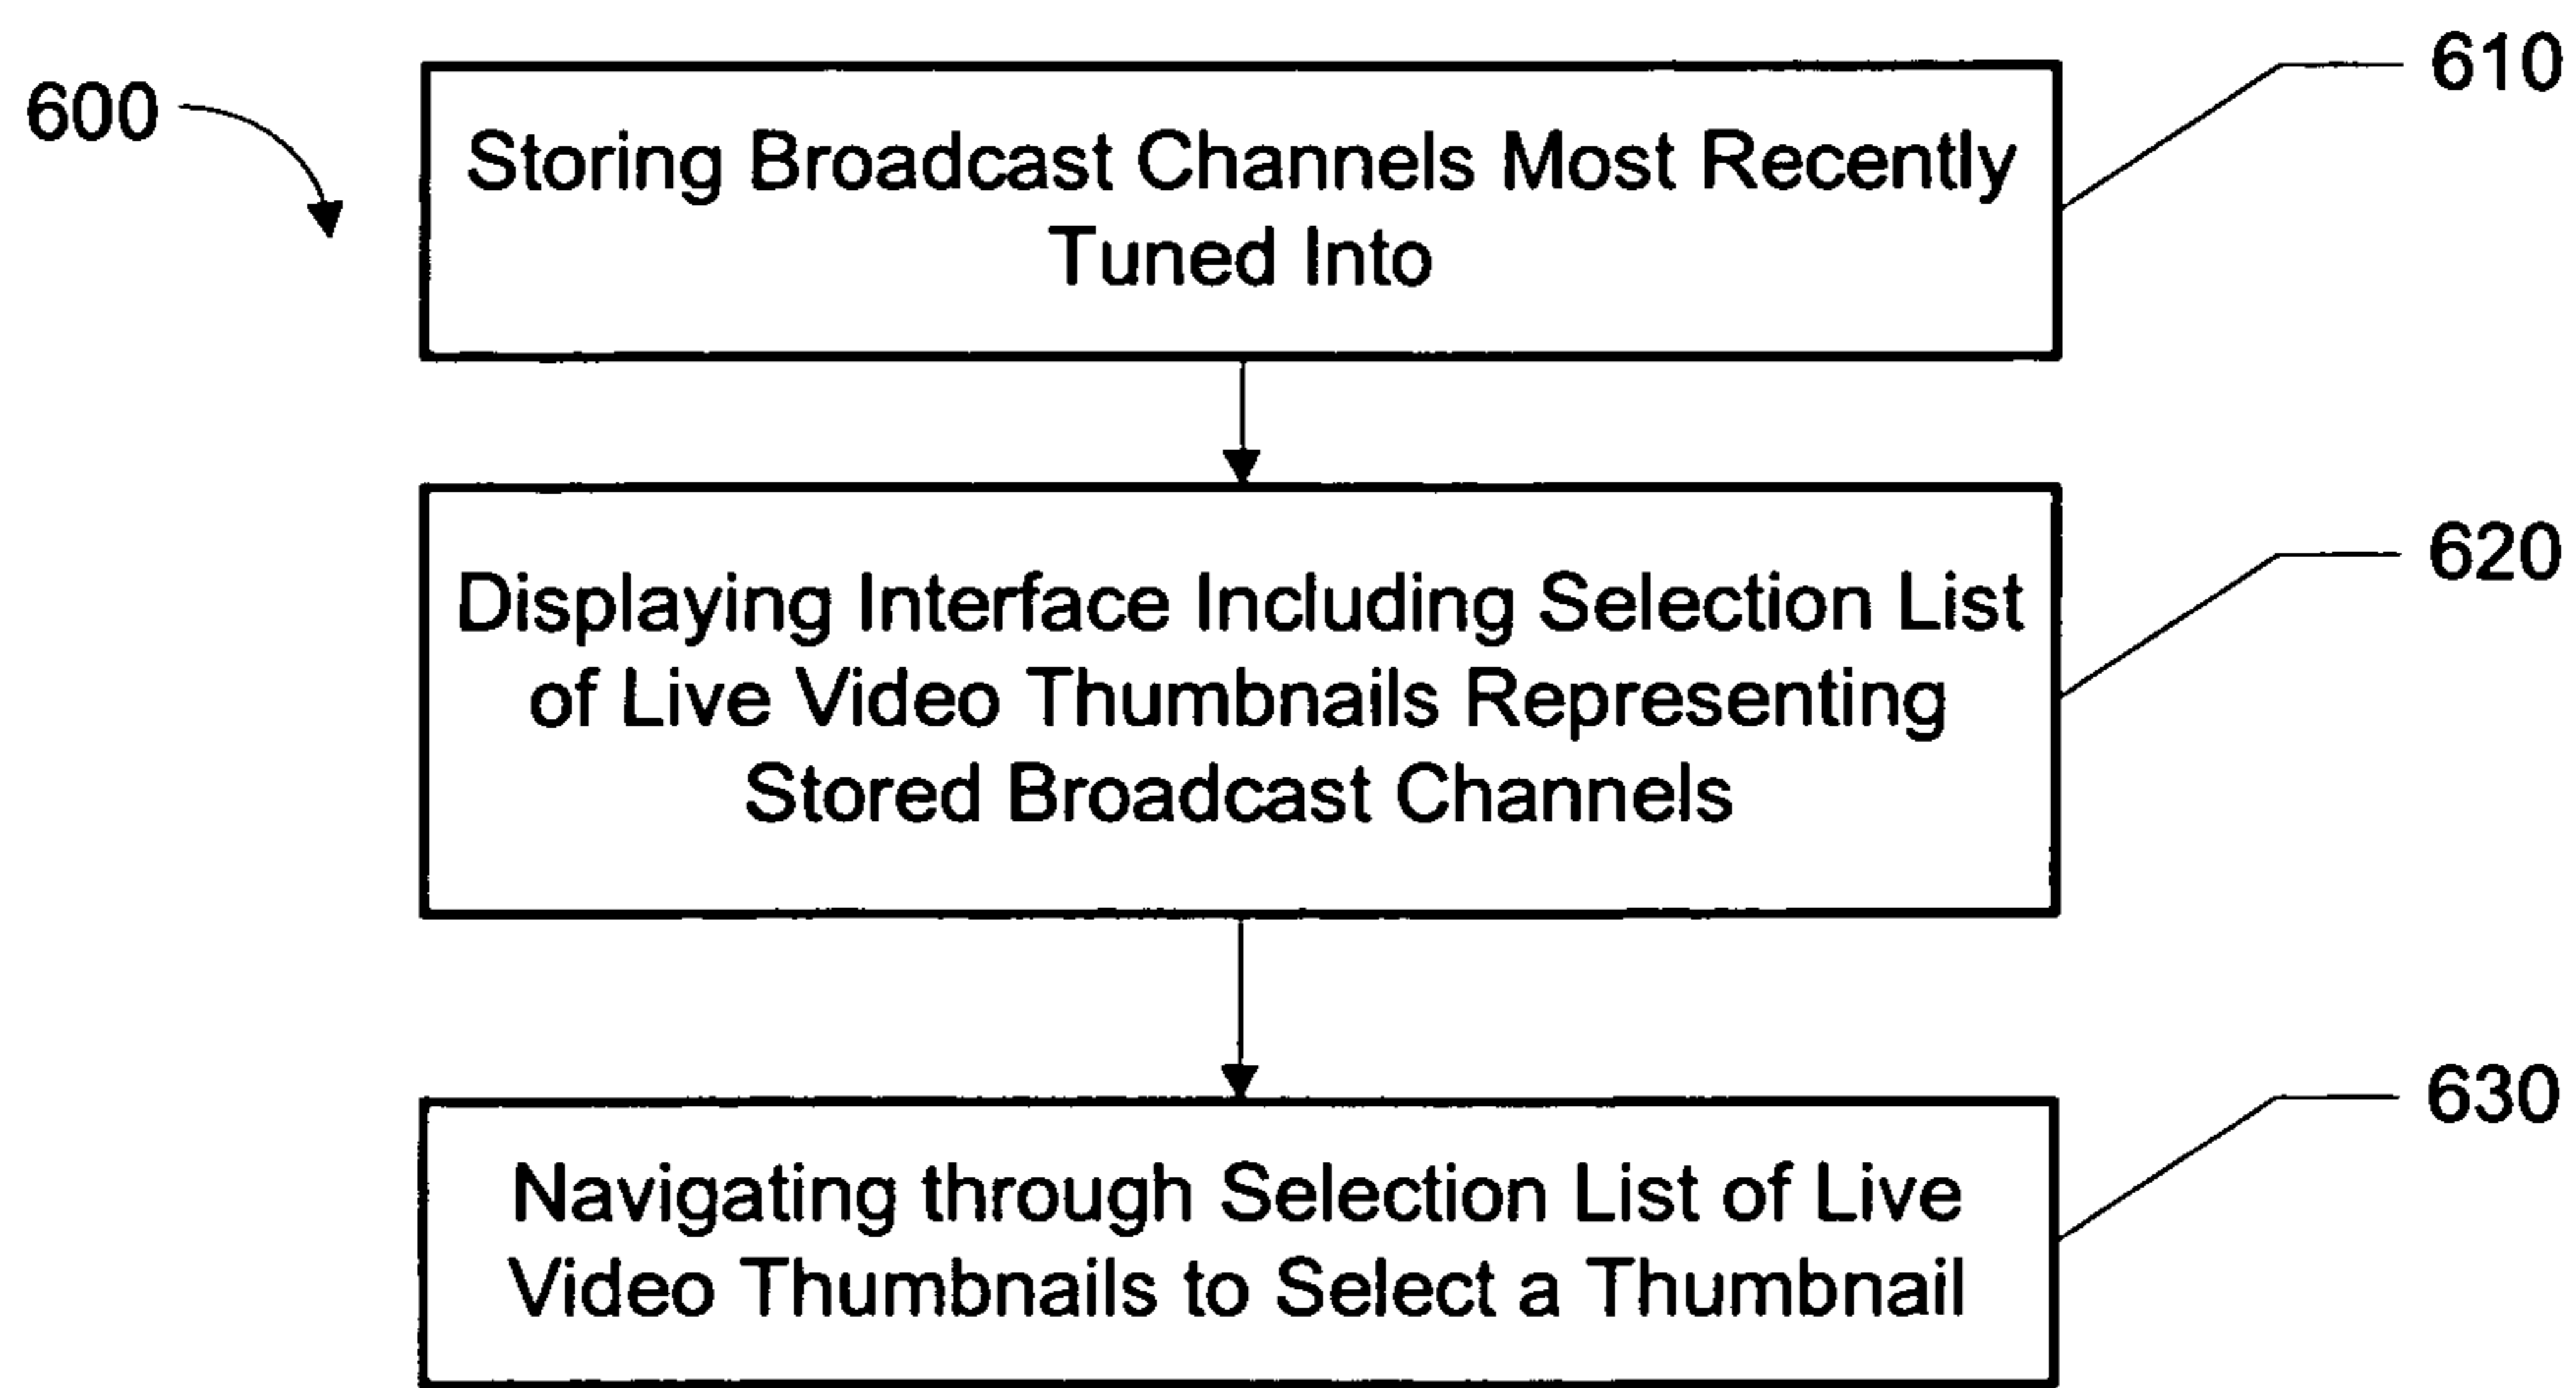 600
610
Storing Broadcast Channels Most Recently
Tuned Into
620
Displaying Interface Including Selection List
of Live Video Thumbnails Representing
Stored Broadcast Channels
630
Navigating through Selection List of Live
Video Thumbnails to Select a Thumbnail